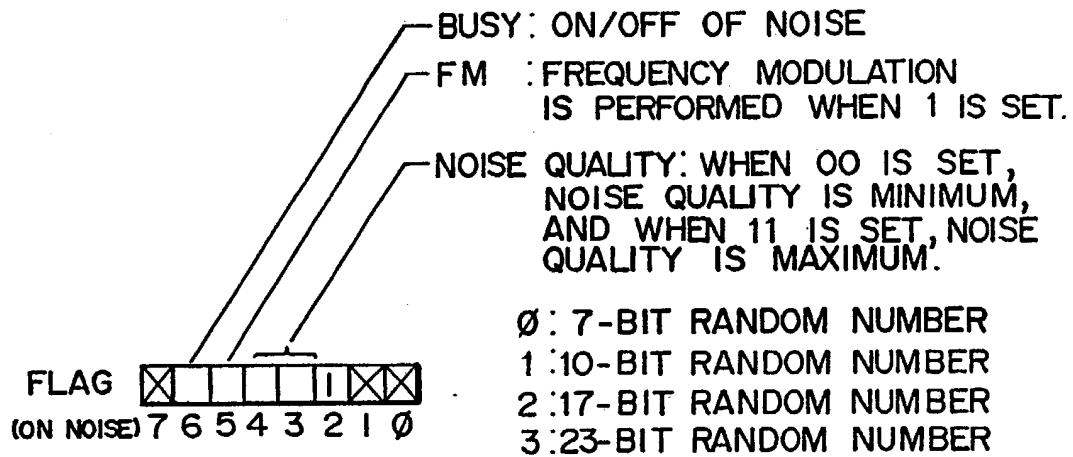 BUSY: ON/OFF OF NOISE
FM : FREQUENCY MODULATION
IS PERFORMED WHEN 1 IS SET.
NOISE QUALITY: WHEN 00 IS SET,
NOISE QUALITY IS MINIMUM,
AND WHEN 11 IS SET, NOISE
QUALITY IS MAXIMUM.
Ø: 7-BIT RANDOM NUMBER
1 :10-BIT RANDOM NUMBER
2 :17-BIT RANDOM NUMBER
3 :23-BIT RANDOM NUMBER
FLAG 1
(ON NOISE) 7 6 5 4 3 2 1 Ø